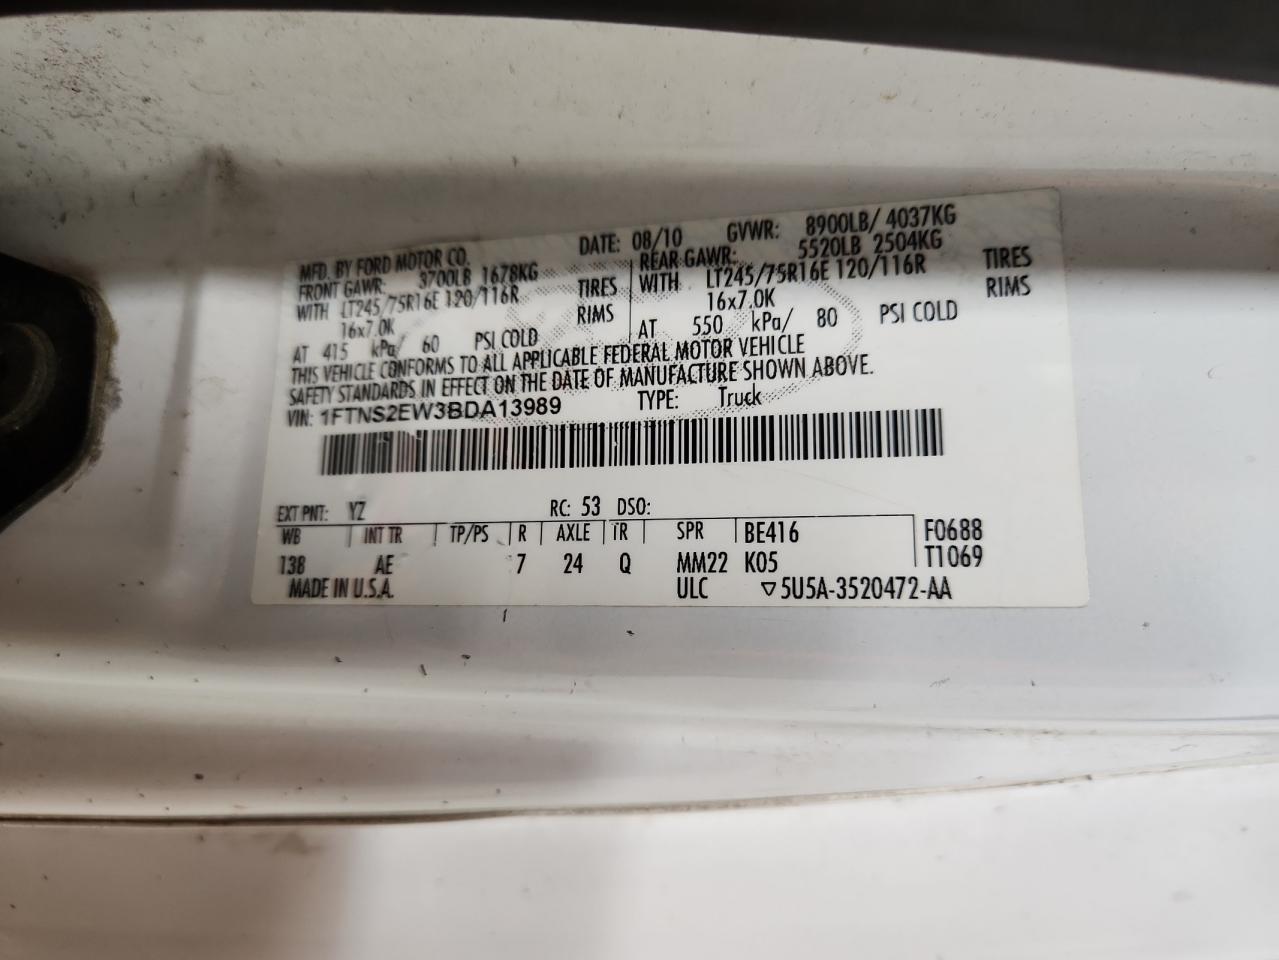 MFD. BY FORD MOTOR CO. DATE: 08/10 GVWR: 8900LB/ 4037KG
FRONT GAWR: 3700LB 1678KG REAR GAWR: 5520LB 2504KG
WITH LT245/75R16E 120/116R TIRES WITH LT245/75R16E 120/116R TIRES
16x7.0K RIMS 16x7.0K RIMS
AT 415 kPa/ 60 PSI COLD AT 550 kPa/ 80 PSI COLD
THIS VEHICLE CONFORMS TO ALL APPLICABLE FEDERAL MOTOR VEHICLE
SAFETY STANDARDS IN EFFECT ON THE DATE OF MANUFACTURE SHOWN ABOVE.
VIN: 1FTNS2EW3BDA13989 TYPE: Truck
EXT PNT: YZ RC: 53 DSO:
WB INT TR TP/PS R AXLE TR SPR BE416 F0688
138 AE 7 24 Q MM22 K05 T1069
MADE IN U.S.A. ULC ▽5U5A-3520472-AA